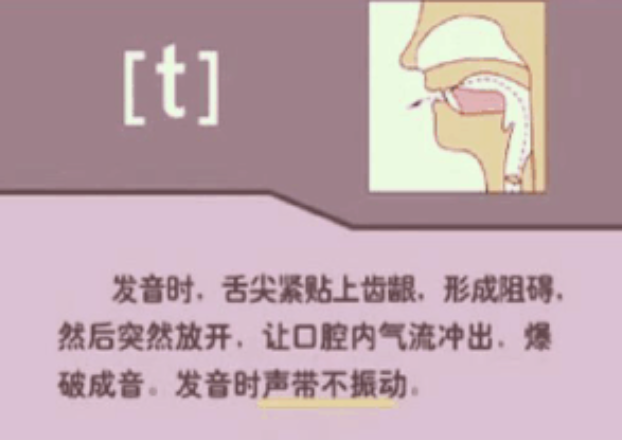 [t]
发音时，舌尖紧贴上齿龈，形成阻碍，
然后突然放开，让口腔内气流冲出，爆
破成音。发音时声带不振动。